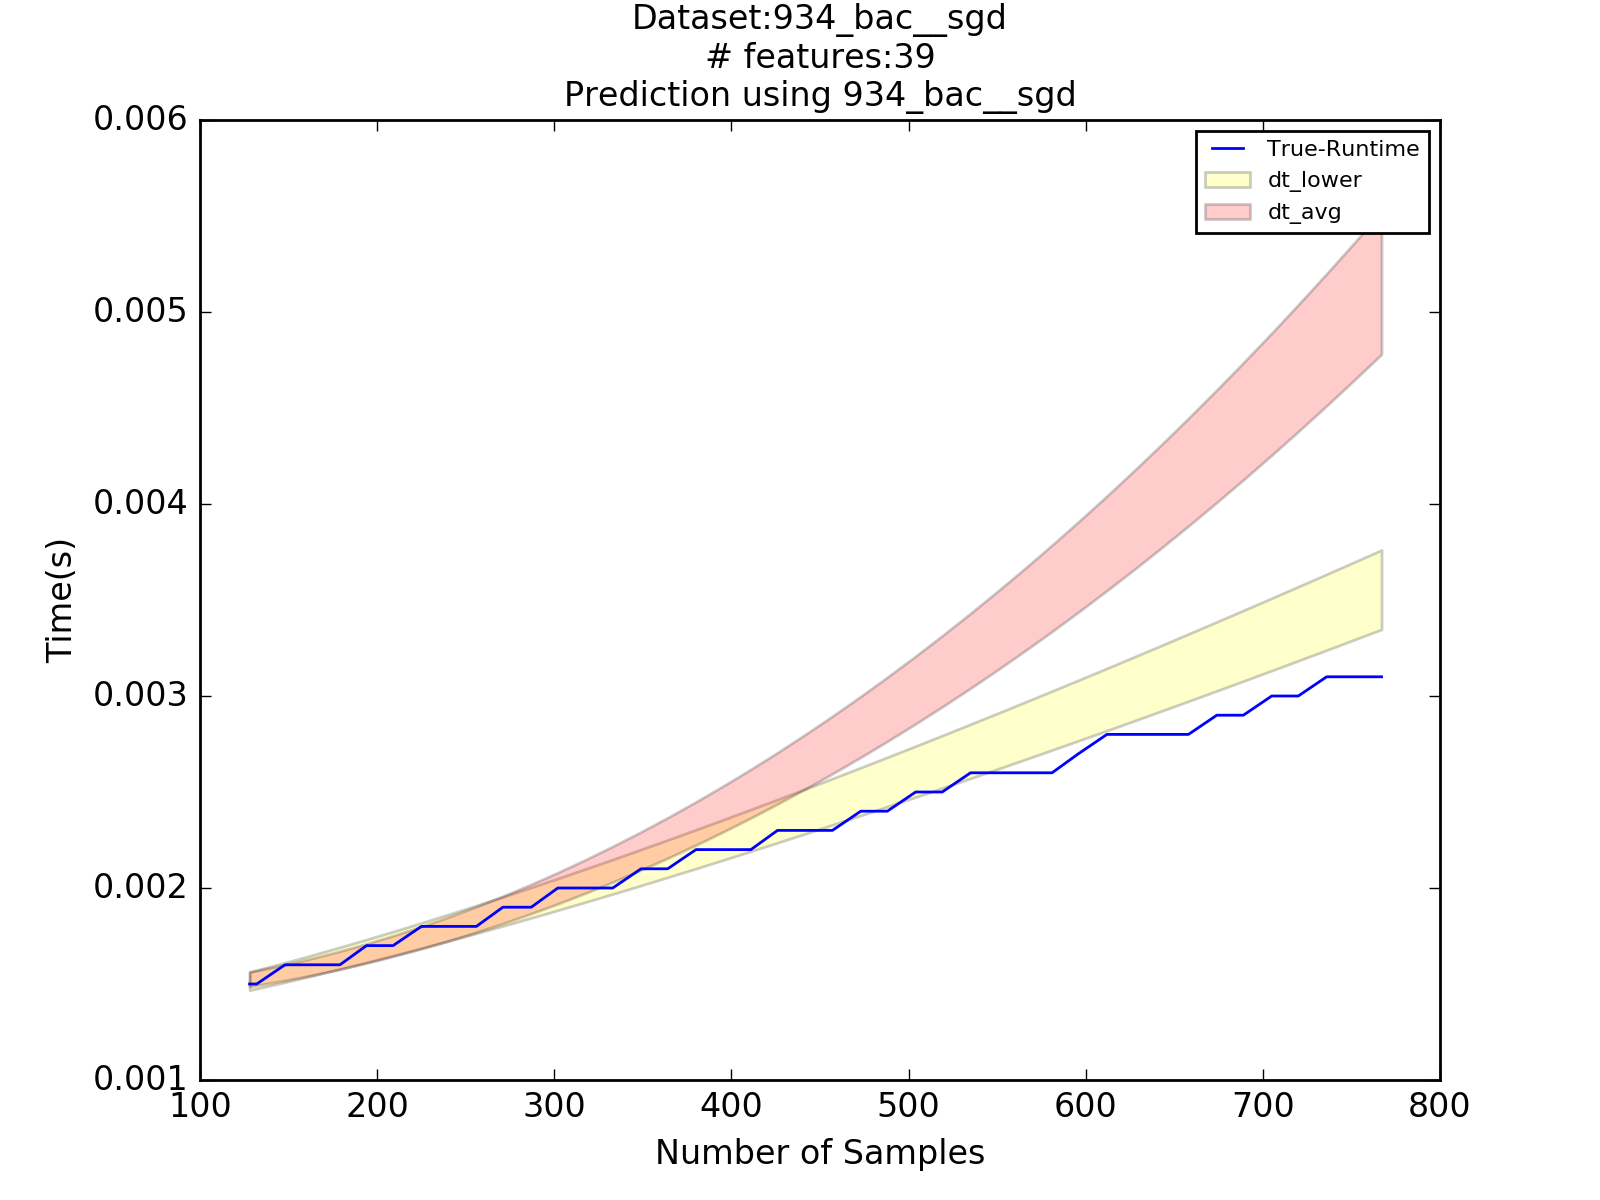 Dataset:934_bac__sgd
# features:39
Prediction using 934_bac__sgd
0.006
0.005
0.004
0.003
0.002
0.001
Time(s)
True-Runtime
dt_lower
dt_avg
100 200 300 400 500 600 700 800
Number of Samples